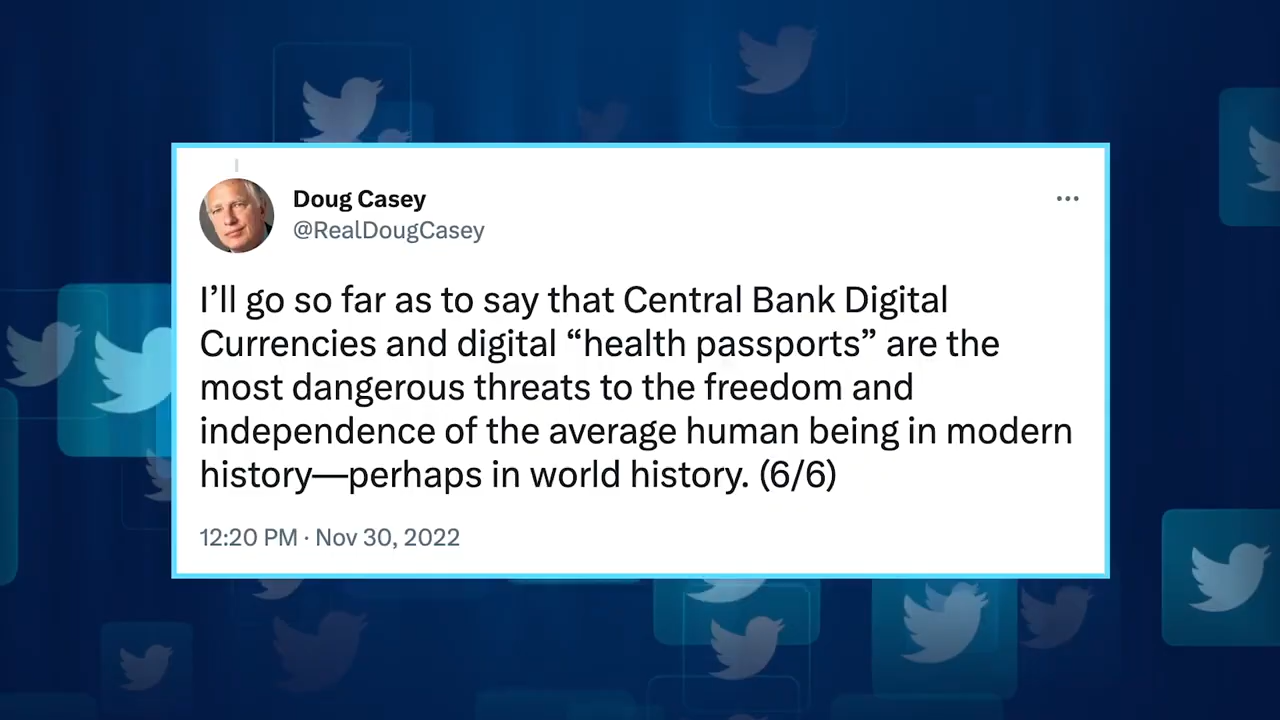 Doug Casey
@RealDougCasey
I’ll go so far as to say that Central Bank Digital
Currencies and digital “health passports” are the
most dangerous threats to the freedom and
independence of the average human being in modern
history—perhaps in world history. (6/6)
12:20 PM · Nov 30, 2022